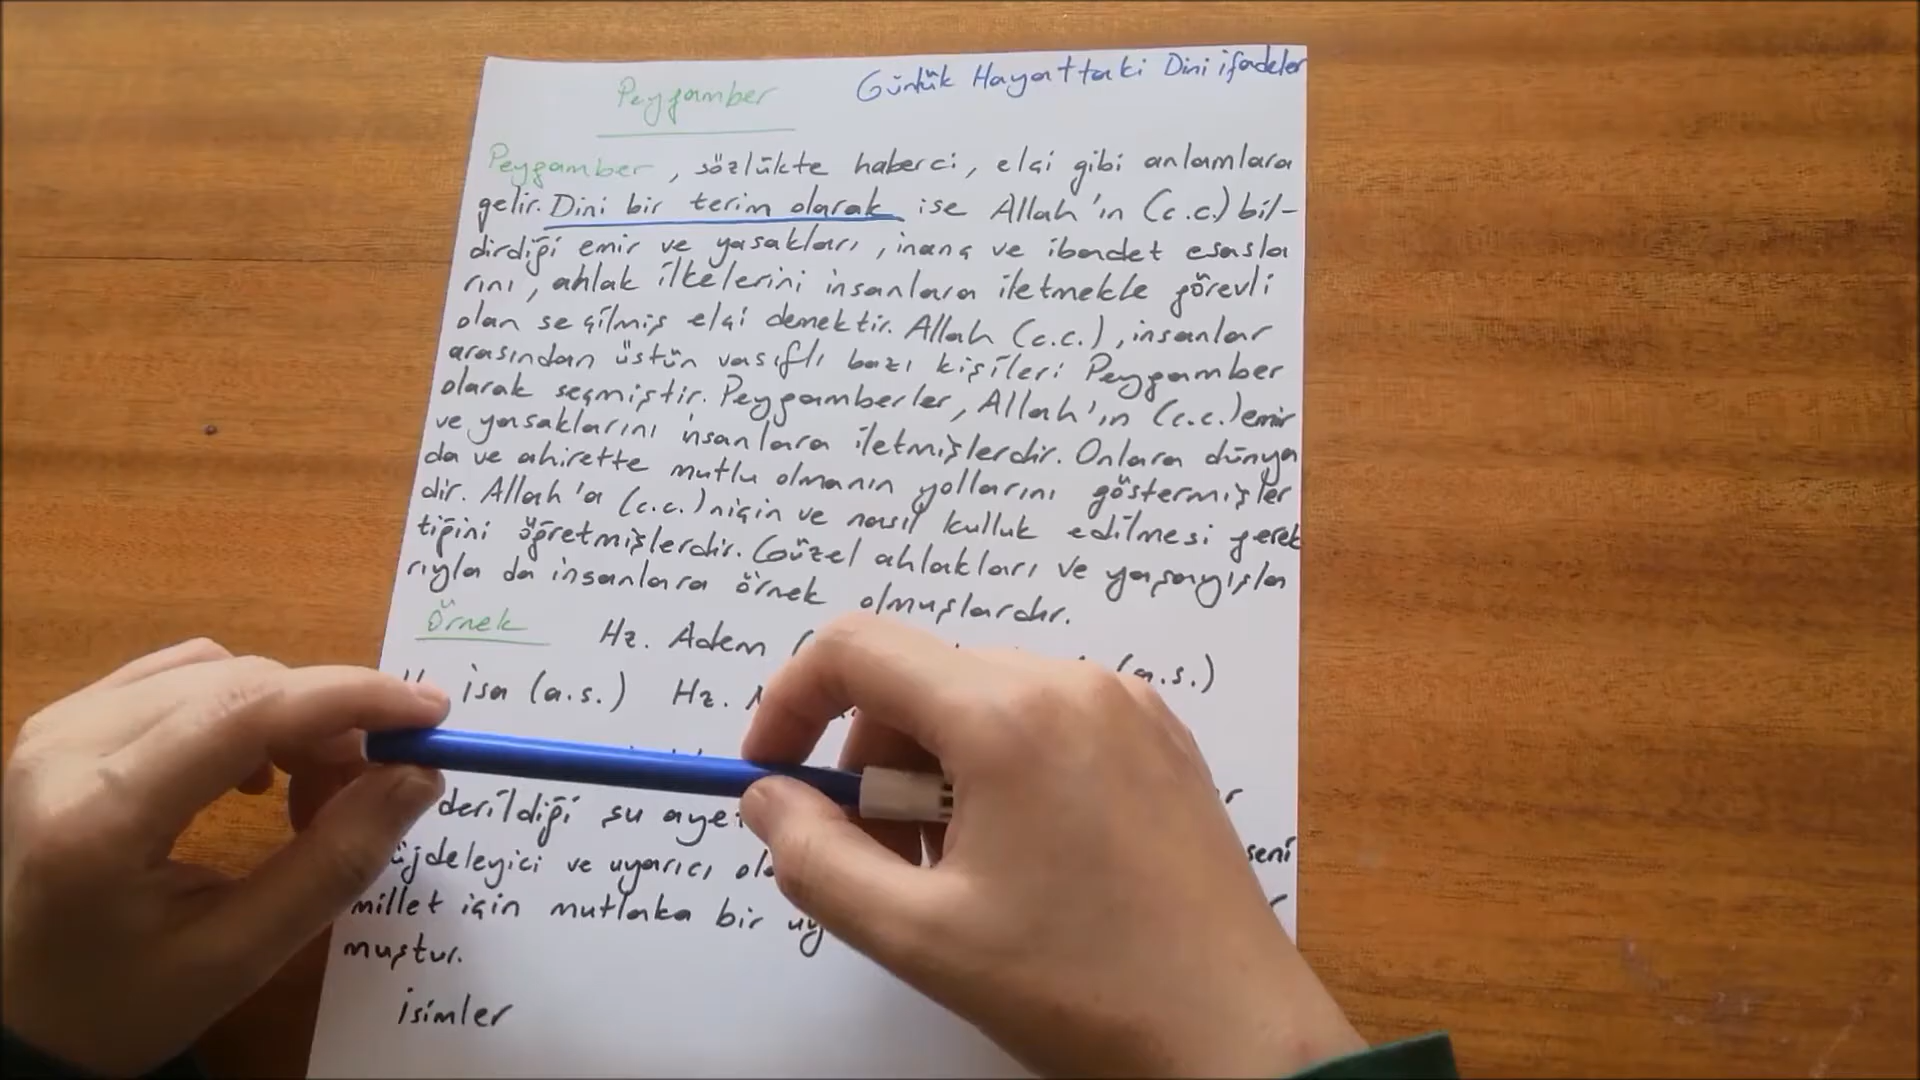 Peygamber
Günlük Hayattaki Dini ifadeler
Peygamber, sözlükte haberci, elçi gibi anlamlara
gelir. Dini bir terim olarak ise Allah'ın (c.c.) bil-
dirdiği emir ve yasakları, inanç ve ibadet esasla
rını, ahlak ilkelerini insanlara iletmekle görevli
olan seçilmiş elçi demektir. Allah (c.c.), insanlar
arasından üstün vasıflı bazı kişileri Peygamber
olarak seçmiştir. Peygamberler, Allah'ın (c.c.) emir
ve yasaklarını insanlara iletmişlerdir. Onlara dünya
da ve ahirette mutlu olmanın yollarını göstermişler
dir. Allah'a (c.c.) niçin ve nasıl kulluk edilmesi gerek
tiğini öğretmişlerdir. Güzel ahlakları ve yaşayışla
rıyla da insanlara örnek olmuşlardır.
Örnek Hz. Adem (a.s.)
isa (a.s.) Hz.
derildiği şu
üjdeleyici ve uyarıcı seni
millet için mutlaka bir
muştur.
isimler